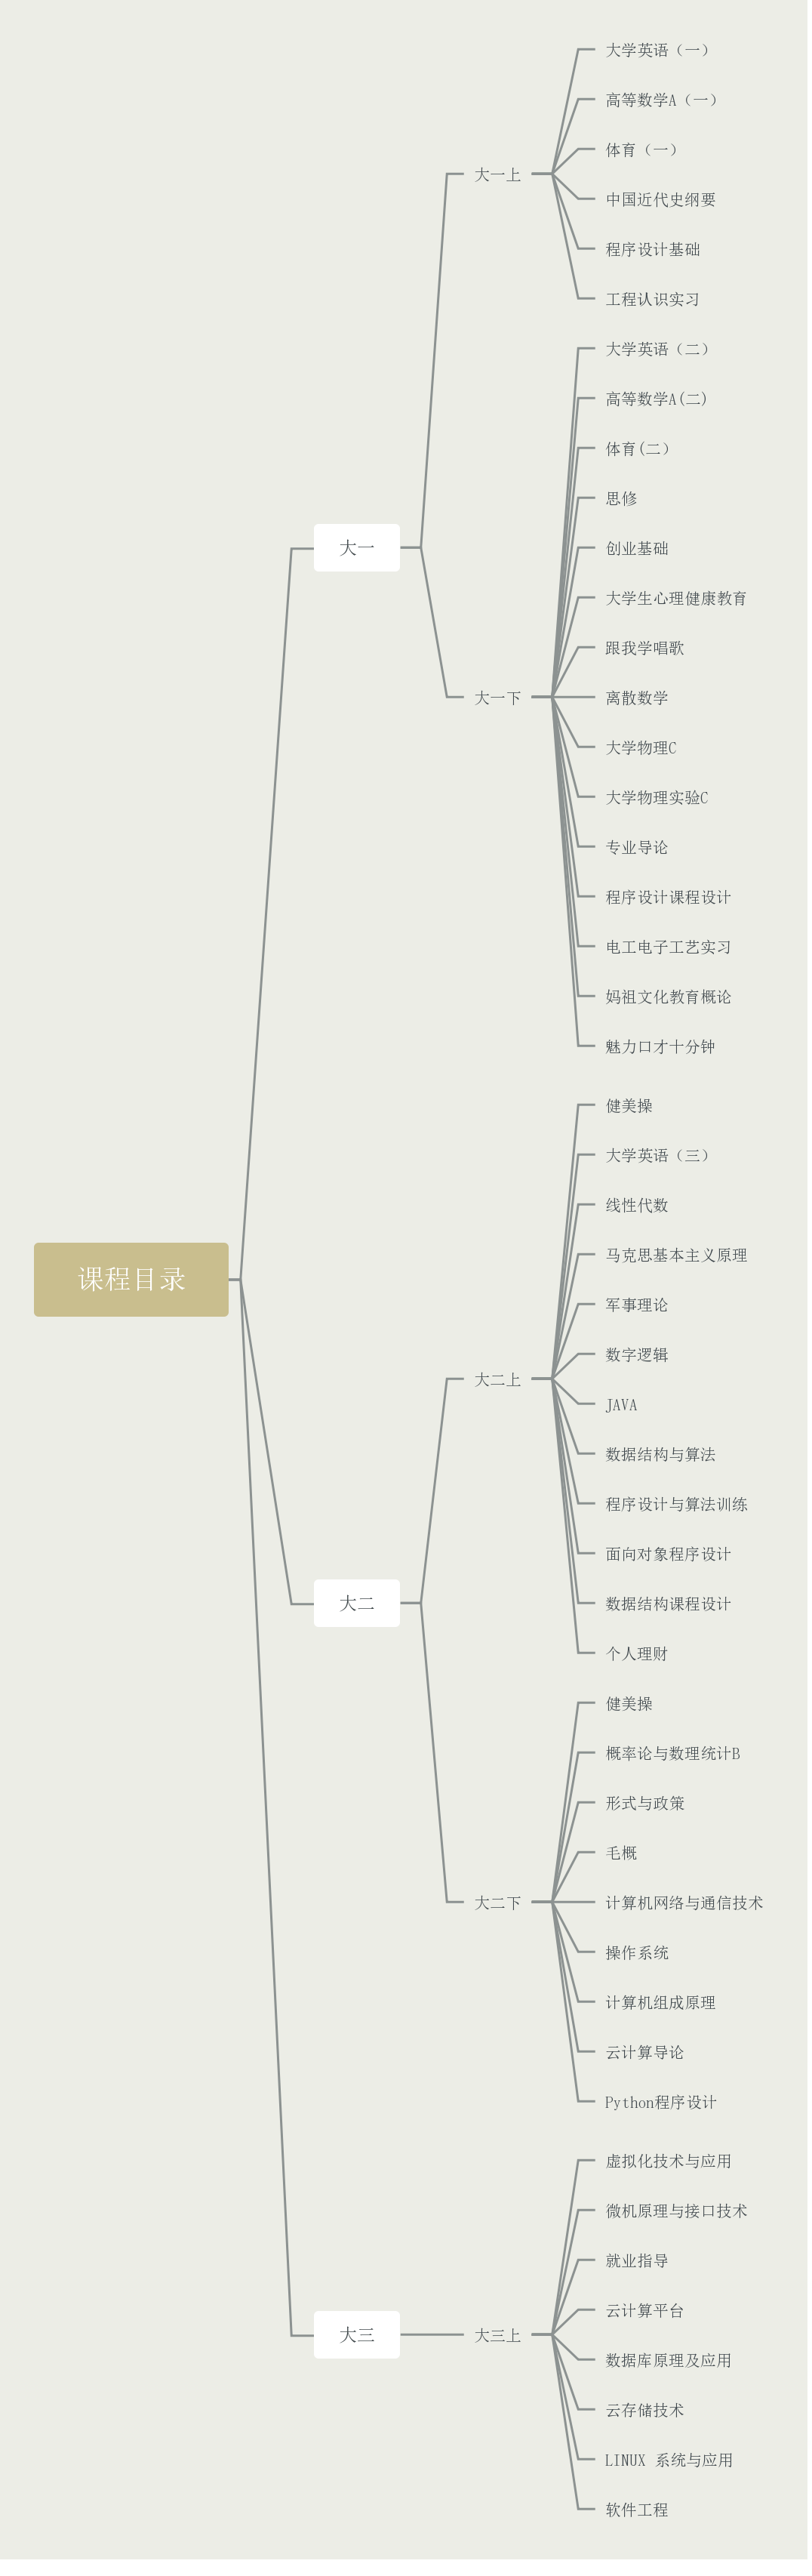 课程目录
大一
大一上
大学英语（一）
高等数学A（一）
体育（一）
中国近代史纲要
程序设计基础
工程认识实习
大一下
大学英语（二）
高等数学A(二)
体育(二）
思修
创业基础
大学生心理健康教育
跟我学唱歌
离散数学
大学物理C
大学物理实验C
专业导论
程序设计课程设计
电工电子工艺实习
妈祖文化教育概论
魅力口才十分钟
大二
大二上
健美操
大学英语（三）
线性代数
马克思基本主义原理
军事理论
数字逻辑
JAVA
数据结构与算法
程序设计与算法训练
面向对象程序设计
数据结构课程设计
个人理财
大二下
健美操
概率论与数理统计B
形式与政策
毛概
计算机网络与通信技术
操作系统
计算机组成原理
云计算导论
Python程序设计
大三
大三上
虚拟化技术与应用
微机原理与接口技术
就业指导
云计算平台
数据库原理及应用
云存储技术
LINUX 系统与应用
软件工程